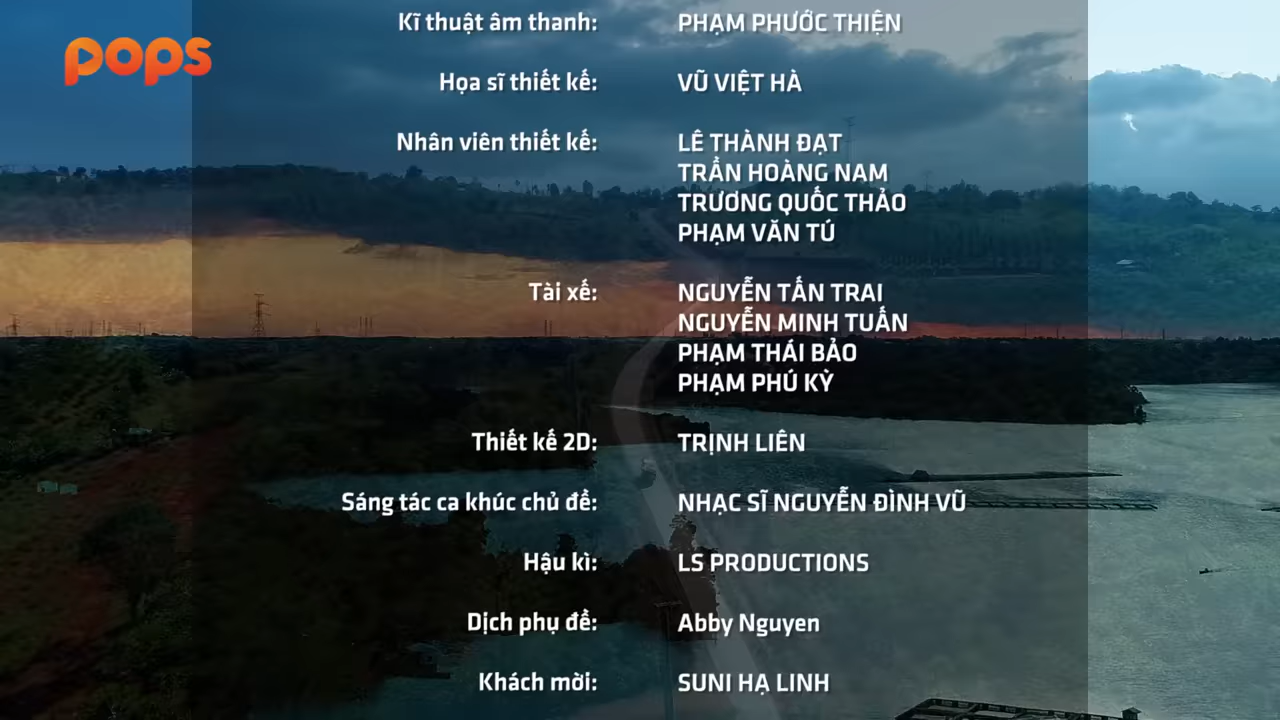 pops
Kĩ thuật âm thanh: PHẠM PHƯỚC THIỆN
Họa sĩ thiết kế: VŨ VIỆT HÀ
Nhân viên thiết kế: LÊ THÀNH ĐẠT
TRẦN HOÀNG NAM
TRƯƠNG QUỐC THẢO
PHẠM VĂN TÚ
Tài xế: NGUYỄN TẤN TRAI
NGUYỄN MINH TUẤN
PHẠM THÁI BẢO
PHẠM PHÚ KỲ
Thiết kế 2D: TRỊNH LIÊN
Sáng tác ca khúc chủ đề: NHẠC SĨ NGUYỄN ĐÌNH VŨ
Hậu kì: LS PRODUCTIONS
Dịch phụ đề: Abby Nguyen
Khách mời: SUNI HẠ LINH